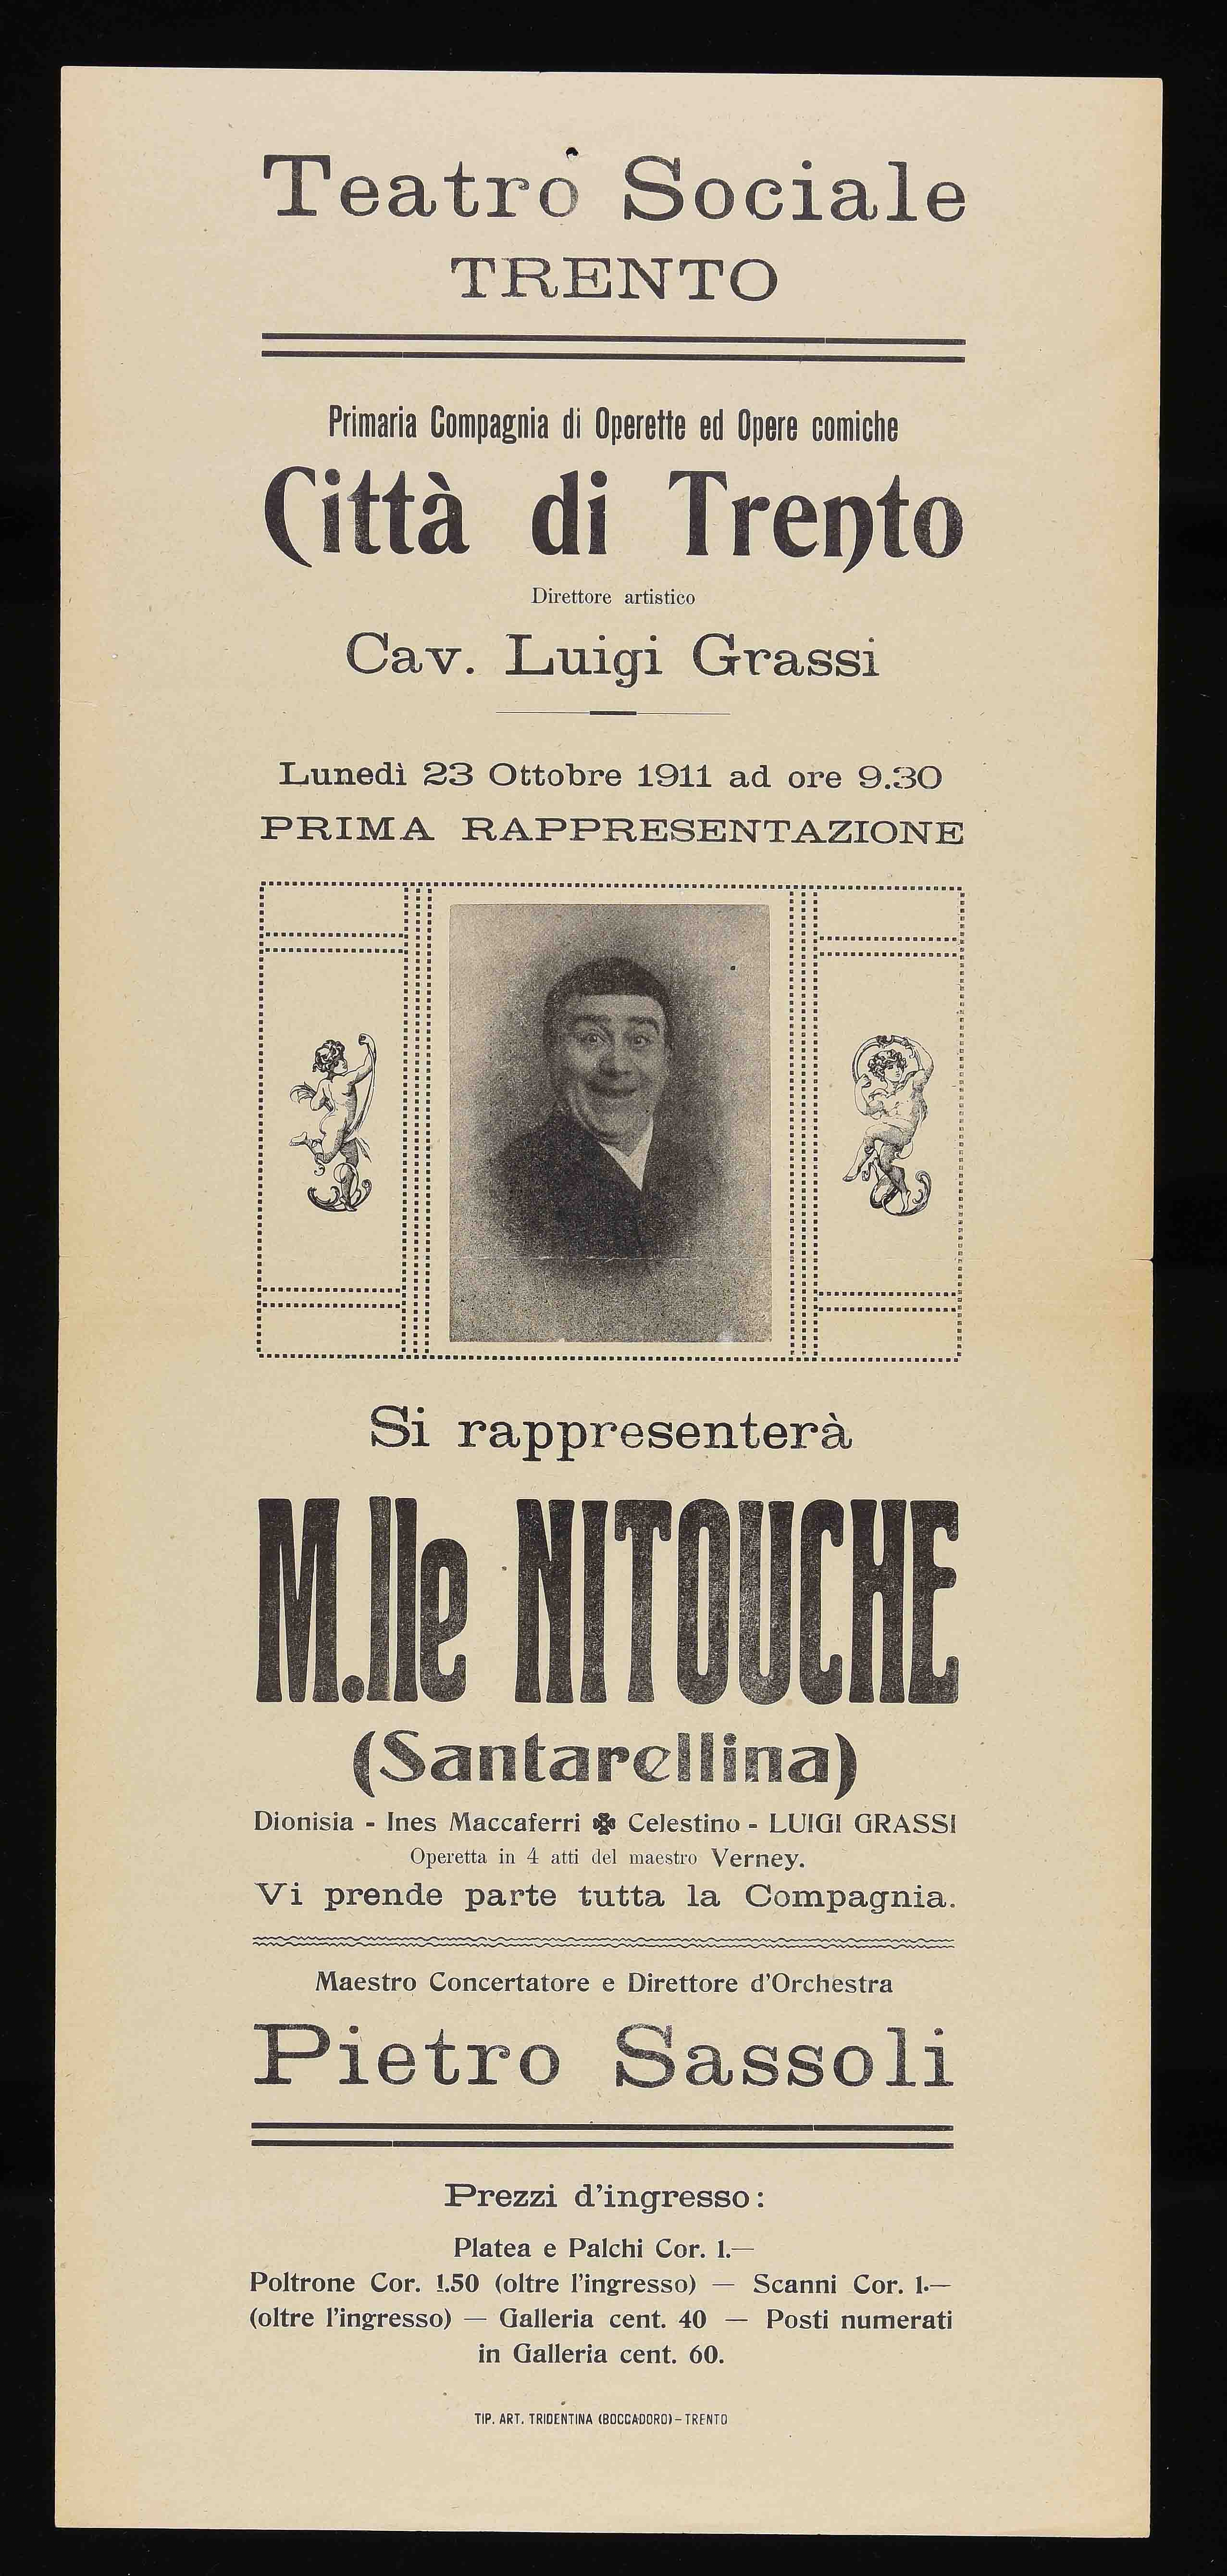 Teatro Sociale
TRENTO
Primaria Compagnia di Operette ed Opere comiche
Città di Trento
Direttore artistico
Cav. Luigi Grassi
Lunedì 23 Ottobre 1911 ad ore 9.30
PRIMA RAPPRESENTAZIONE
Si rappresenterà
M.lle NITOUCHE
(Santarellina)
Dionisia - Ines Maccaferri ✤ Celestino - LUIGI GRASSI
Operetta in 4 atti del maestro Verney.
Vi prende parte tutta la Compagnia.
Maestro Concertatore e Direttore d'Orchestra
Pietro Sassoli
Prezzi d'ingresso:
Platea e Palchi Cor. 1.—
Poltrone Cor. 1.50 (oltre l'ingresso) — Scanni Cor. 1.—
(oltre l'ingresso) — Galleria cent. 40 — Posti numerati
in Galleria cent. 60.
TIP. ART. TRIDENTINA (BOCCADORO) - TRENTO